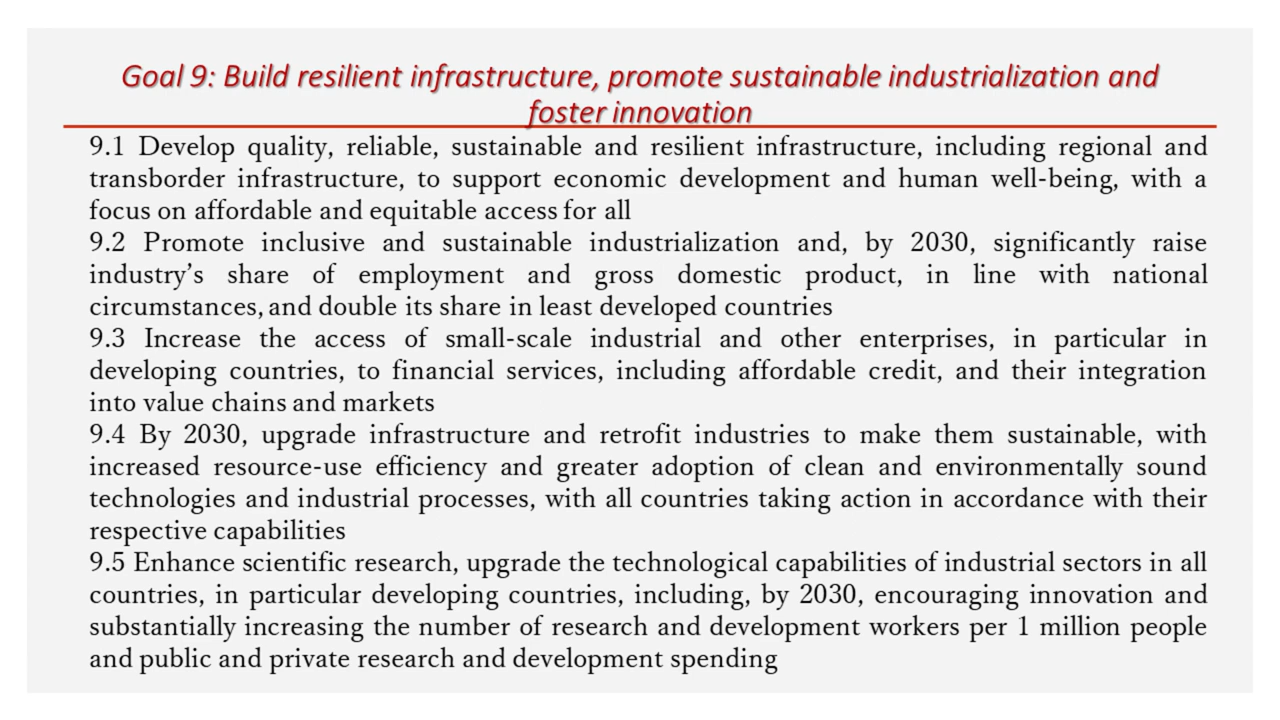 Goal 9: Build resilient infrastructure, promote sustainable industrialization and
foster innovation
9.1 Develop quality, reliable, sustainable and resilient infrastructure, including regional and
transborder infrastructure, to support economic development and human well-being, with a
focus on affordable and equitable access for all
9.2 Promote inclusive and sustainable industrialization and, by 2030, significantly raise
industry’s share of employment and gross domestic product, in line with national
circumstances, and double its share in least developed countries
9.3 Increase the access of small-scale industrial and other enterprises, in particular in
developing countries, to financial services, including affordable credit, and their integration
into value chains and markets
9.4 By 2030, upgrade infrastructure and retrofit industries to make them sustainable, with
increased resource-use efficiency and greater adoption of clean and environmentally sound
technologies and industrial processes, with all countries taking action in accordance with their
respective capabilities
9.5 Enhance scientific research, upgrade the technological capabilities of industrial sectors in all
countries, in particular developing countries, including, by 2030, encouraging innovation and
substantially increasing the number of research and development workers per 1 million people
and public and private research and development spending